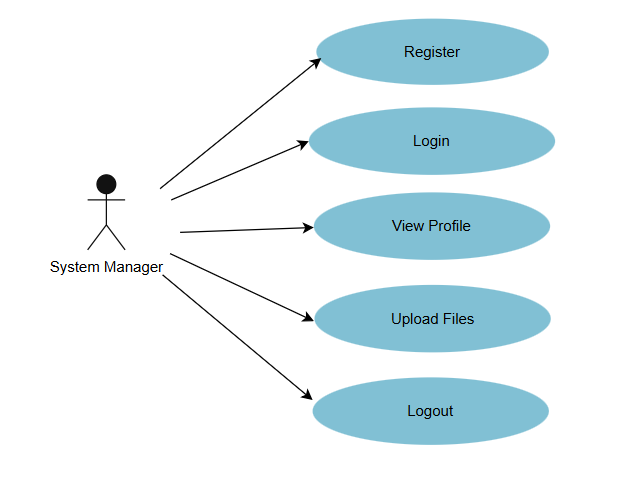 Register
Login
View Profile
System Manager
Upload Files
Logout